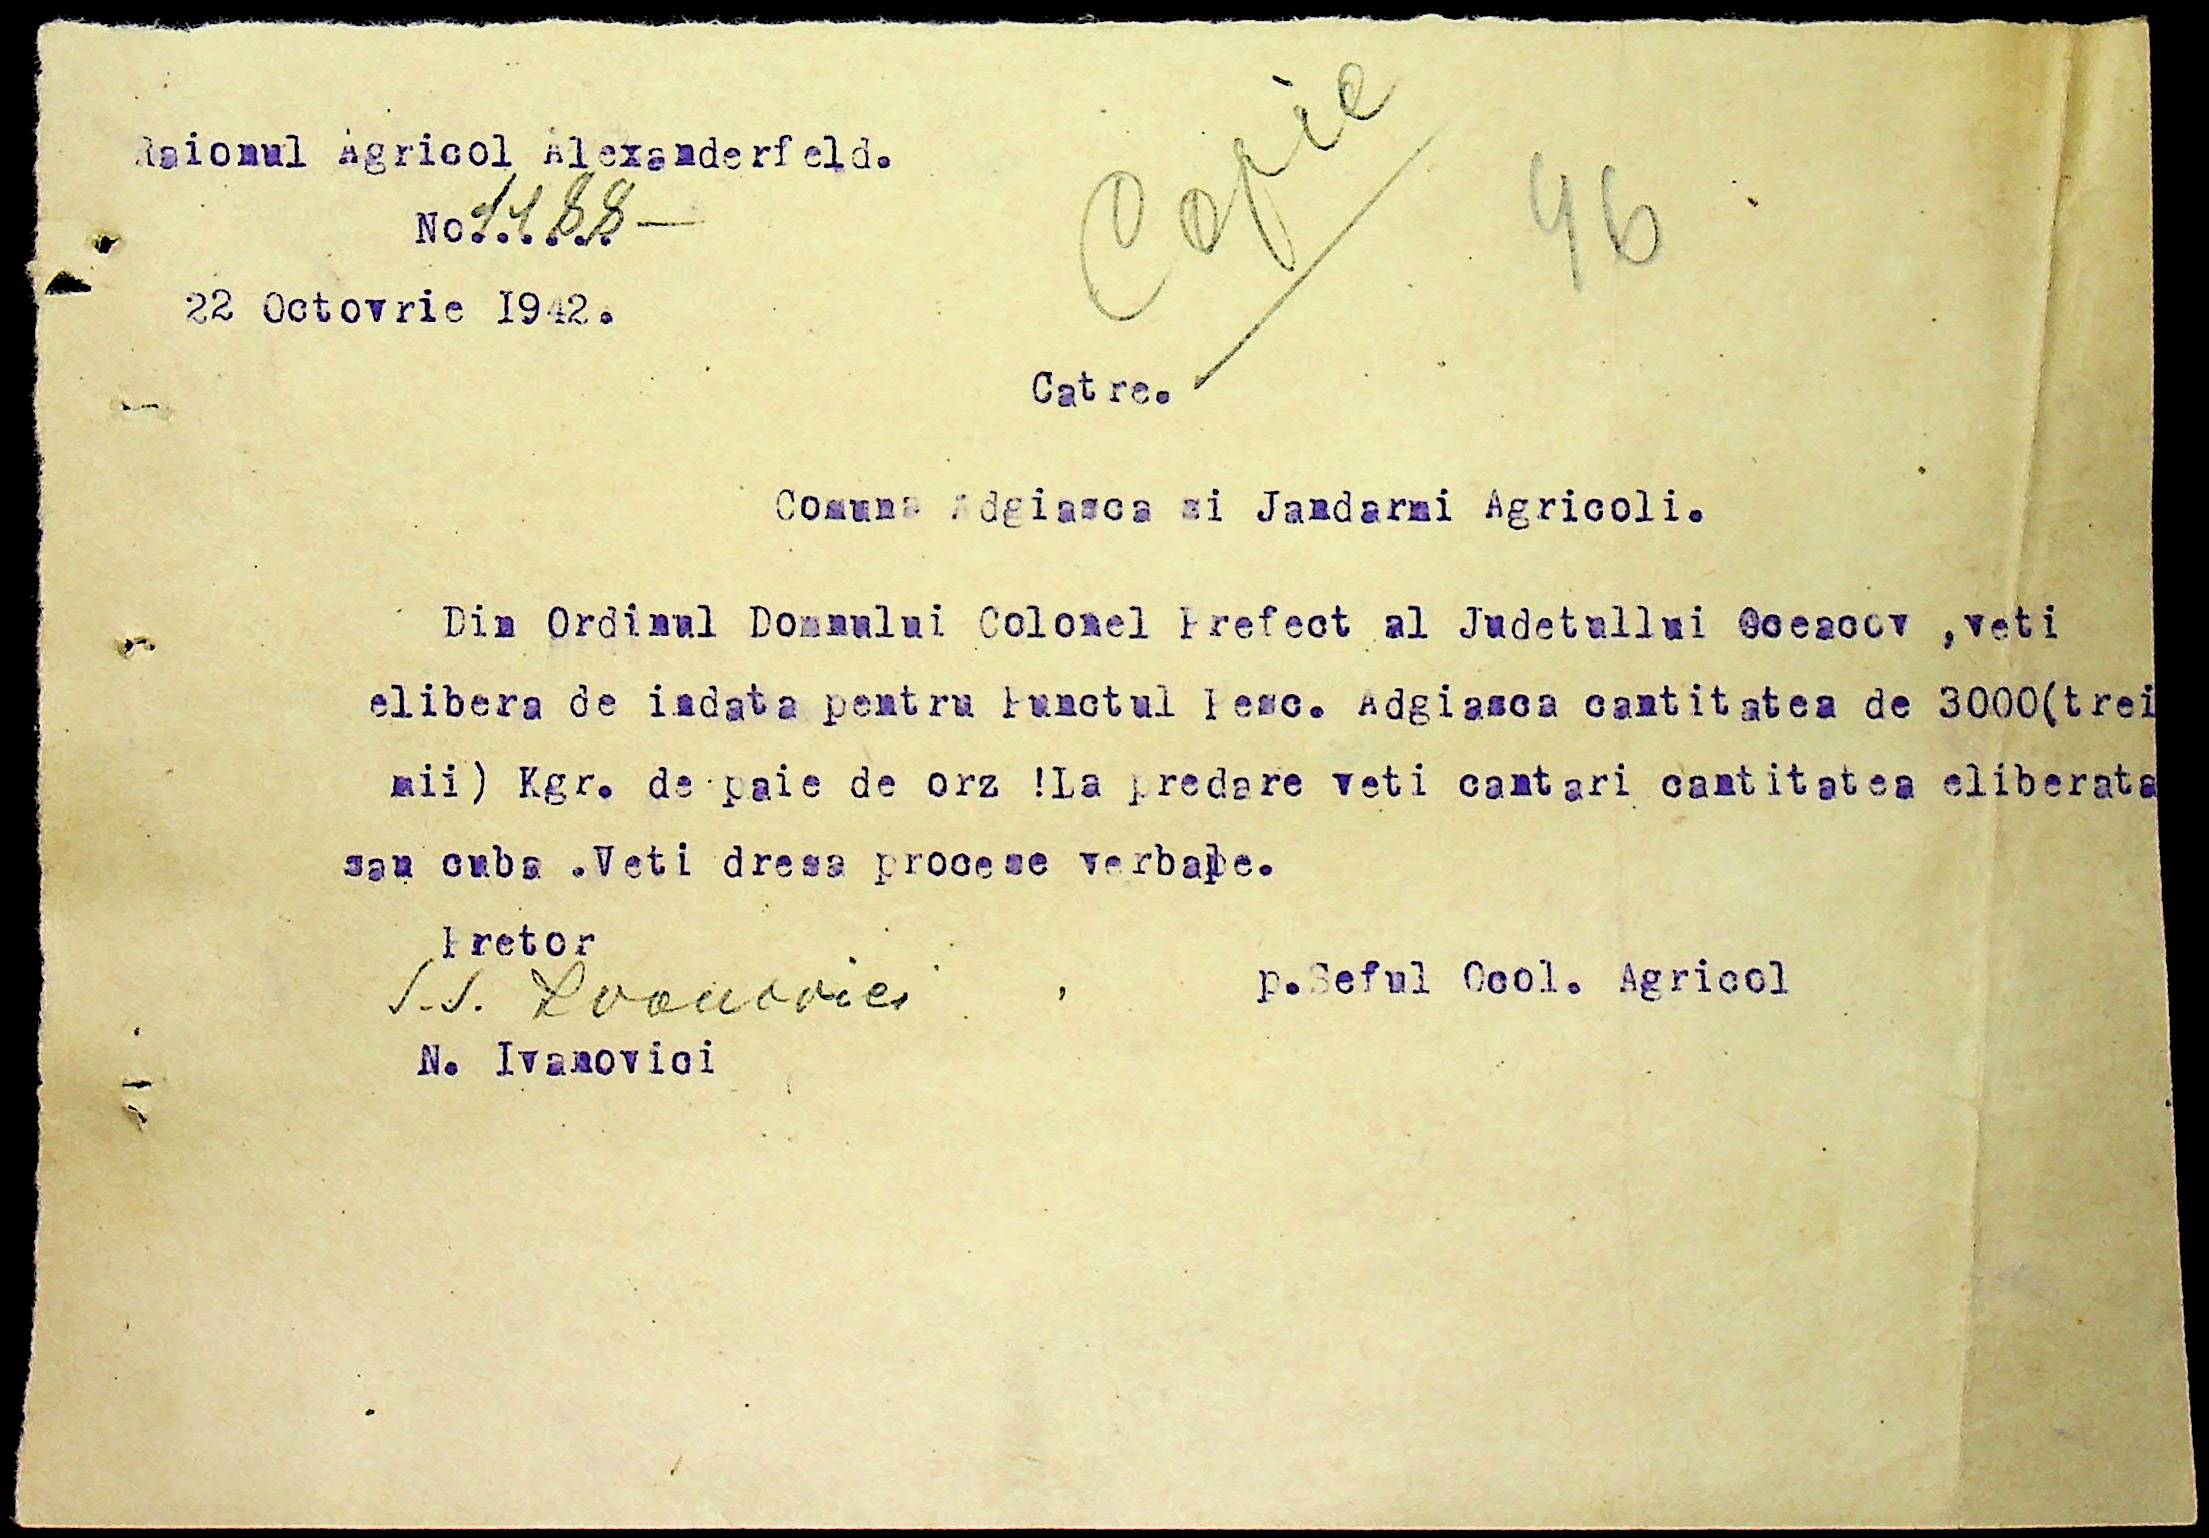 Raionul Agricol Alexanderfeld.
No. 1188 —
22 Octovrie 1942.
Copie
96
Catre.
Comuna Adgiasca si Jandarmi Agricoli.
Din Ordinul Domnului Colonel Prefect al Judetullui Oceacov ,veti
elibera de indata pentru Punctul Pesc. Adgiasca cantitatea de 3000(trei
mii) Kgr. de paie de orz !La predare veti cantari cantitatea eliberata
sau cuba .Veti dresa procese verbale.
Pretor
s.s. Ivanovici
p.Seful Ocol. Agricol
N. Ivanovici